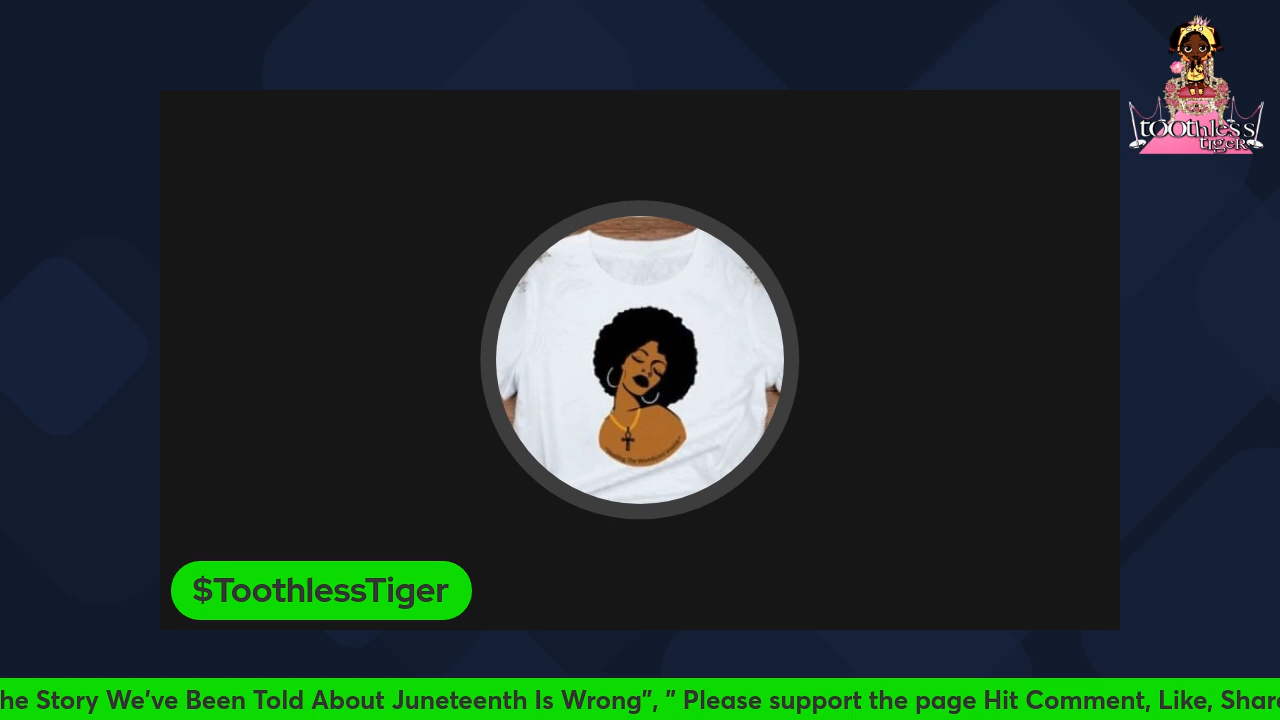 toothless
tiger
$ToothlessTiger
he Story We've Been Told About Juneteenth Is Wrong", " Please support the page Hit Comment, Like, Share